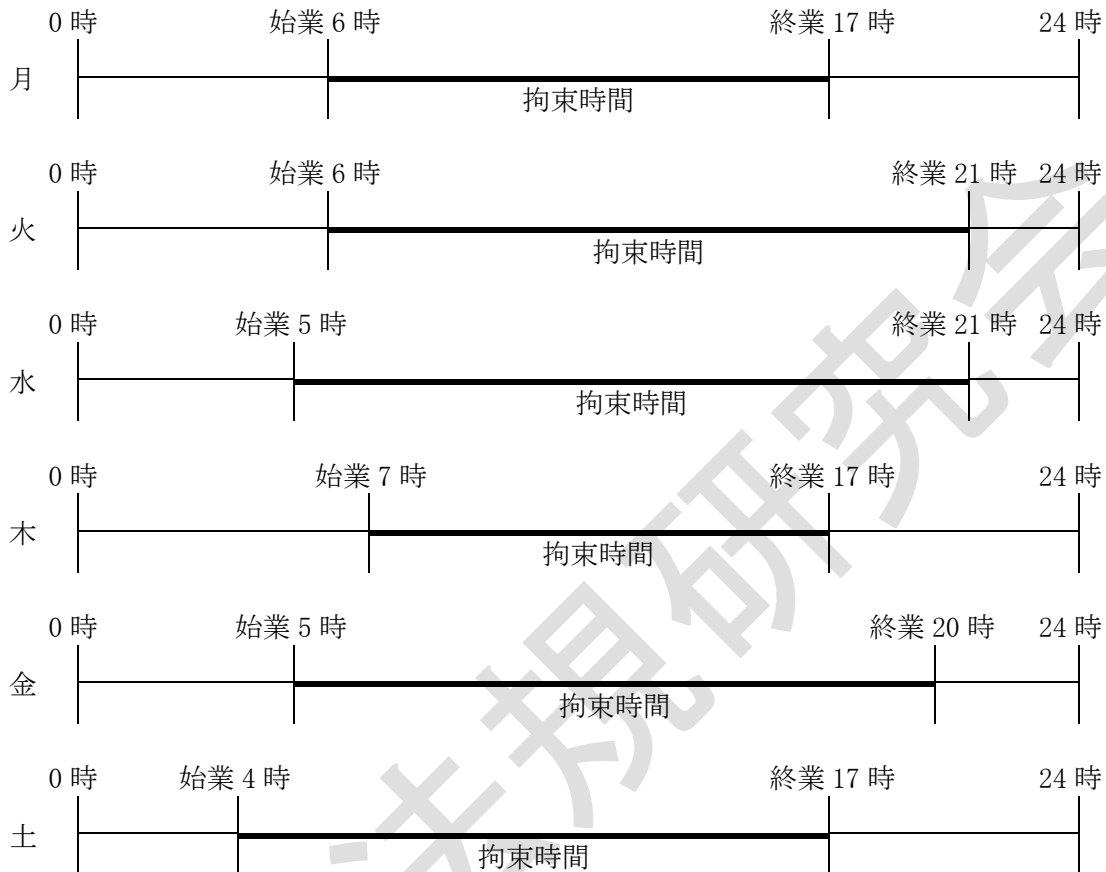 0時 始業6時 終業17時 24時
月
拘束時間
0時 始業6時 終業21時 24時
火
拘束時間
0時 始業5時 終業21時 24時
水
拘束時間
0時 始業7時 終業17時 24時
木
拘束時間
0時 始業5時 終業20時 24時
金
拘束時間
0時 始業4時 終業17時 24時
土
拘束時間
法規研究会